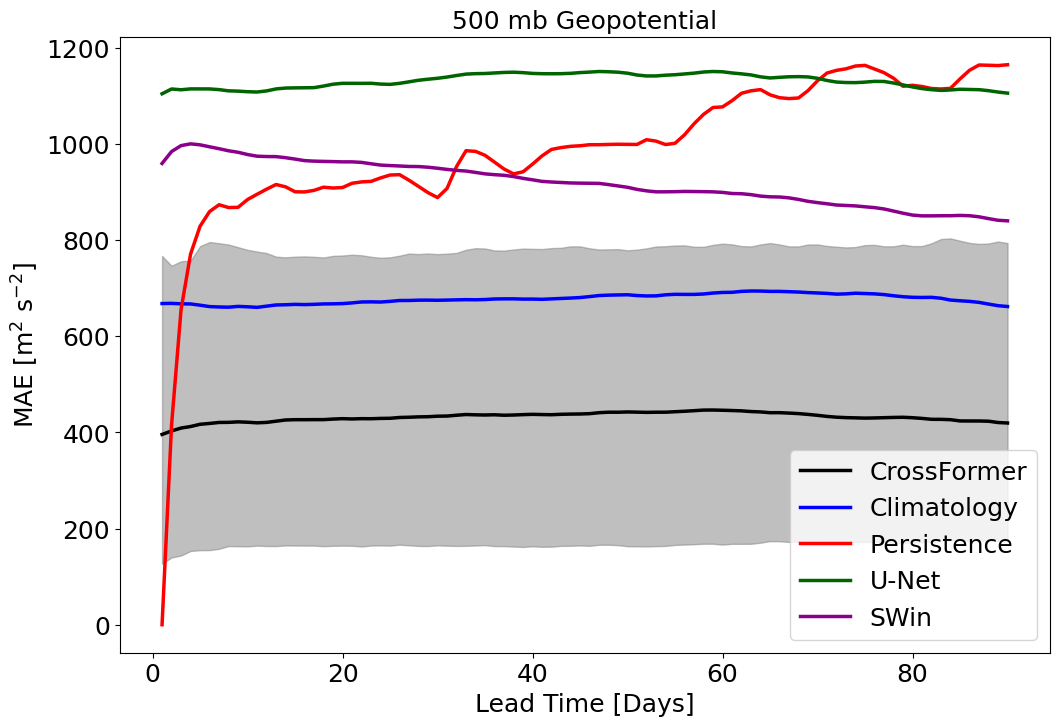 500 mb Geopotential
MAE [m² s⁻²]
1200
1000
800
600
400
200
0
0 20 40 60 80
Lead Time [Days]
CrossFormer
Climatology
Persistence
U-Net
SWin